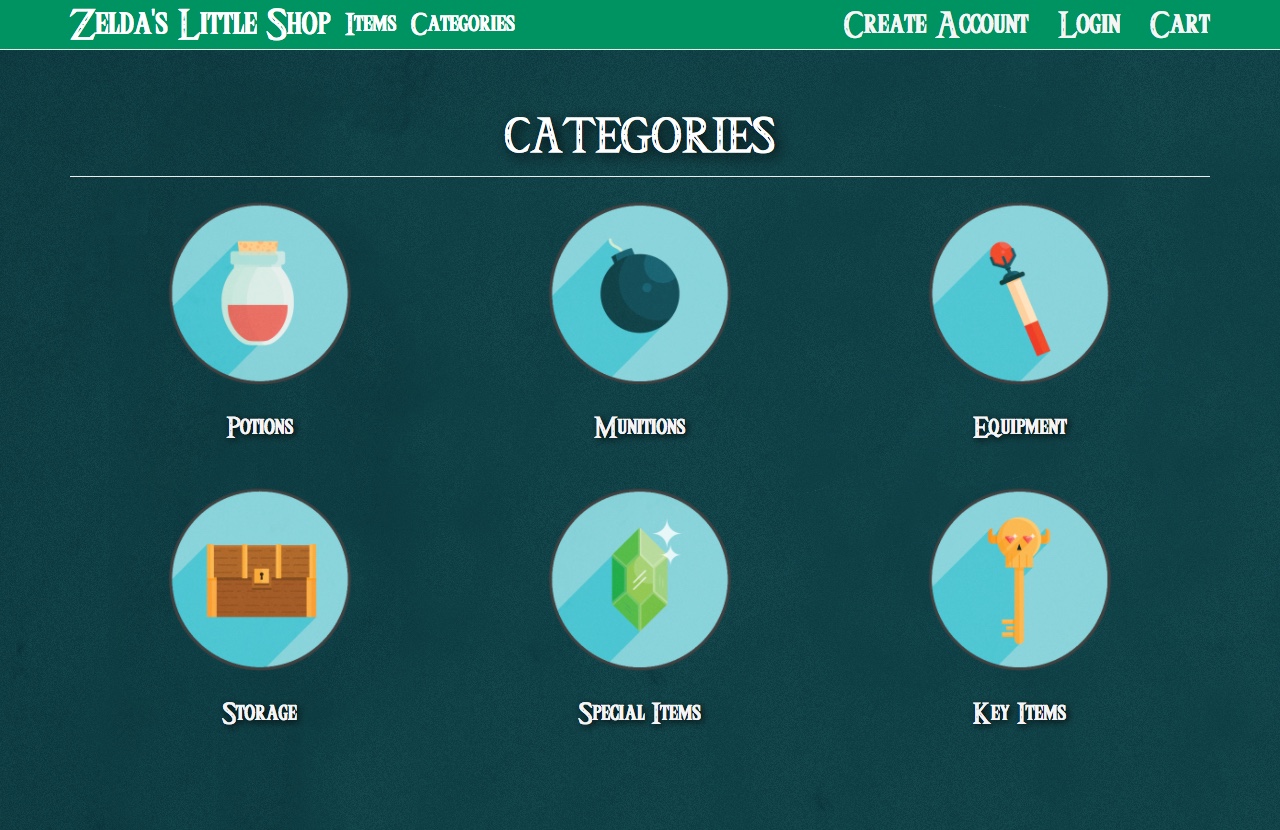 Zelda's Little Shop Items Categories Create Account Login Cart
CATEGORIES
Potions Munitions Equipment
Storage Special Items Key Items